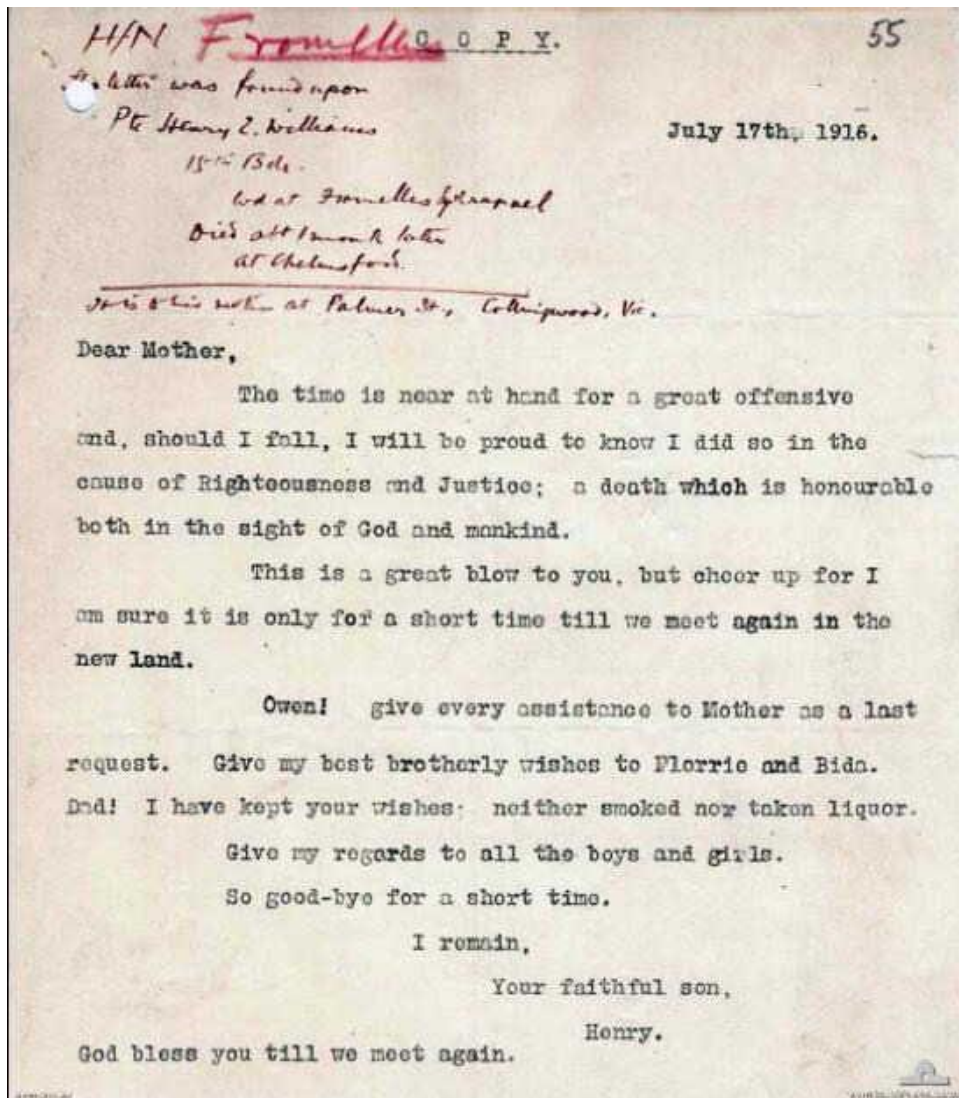 H/N Fromelles COPY. 55
letter was found upon
Pte Henry Z. Williams
July 17th, 1916.
15th Bde.
wd at Fromelles by shrapnel
Died abt 1 month later
at Chelmsford.
It is to his mother at Palmer St., Collingwood, Vic.
Dear Mother,
The time is near at hand for a great offensive
and, should I fall, I will be proud to know I did so in the
cause of Righteousness and Justice; a death which is honourable
both in the sight of God and mankind.
This is a great blow to you, but cheer up for I
am sure it is only for a short time till we meet again in the
new land.
Owen! give every assistance to Mother as a last
request. Give my best brotherly wishes to Florrie and Bida.
Dad! I have kept your wishes: neither smoked nor taken liquor.
Give my regards to all the boys and girls.
So good-bye for a short time.
I remain,
Your faithful son,
Henry.
God bless you till we meet again.